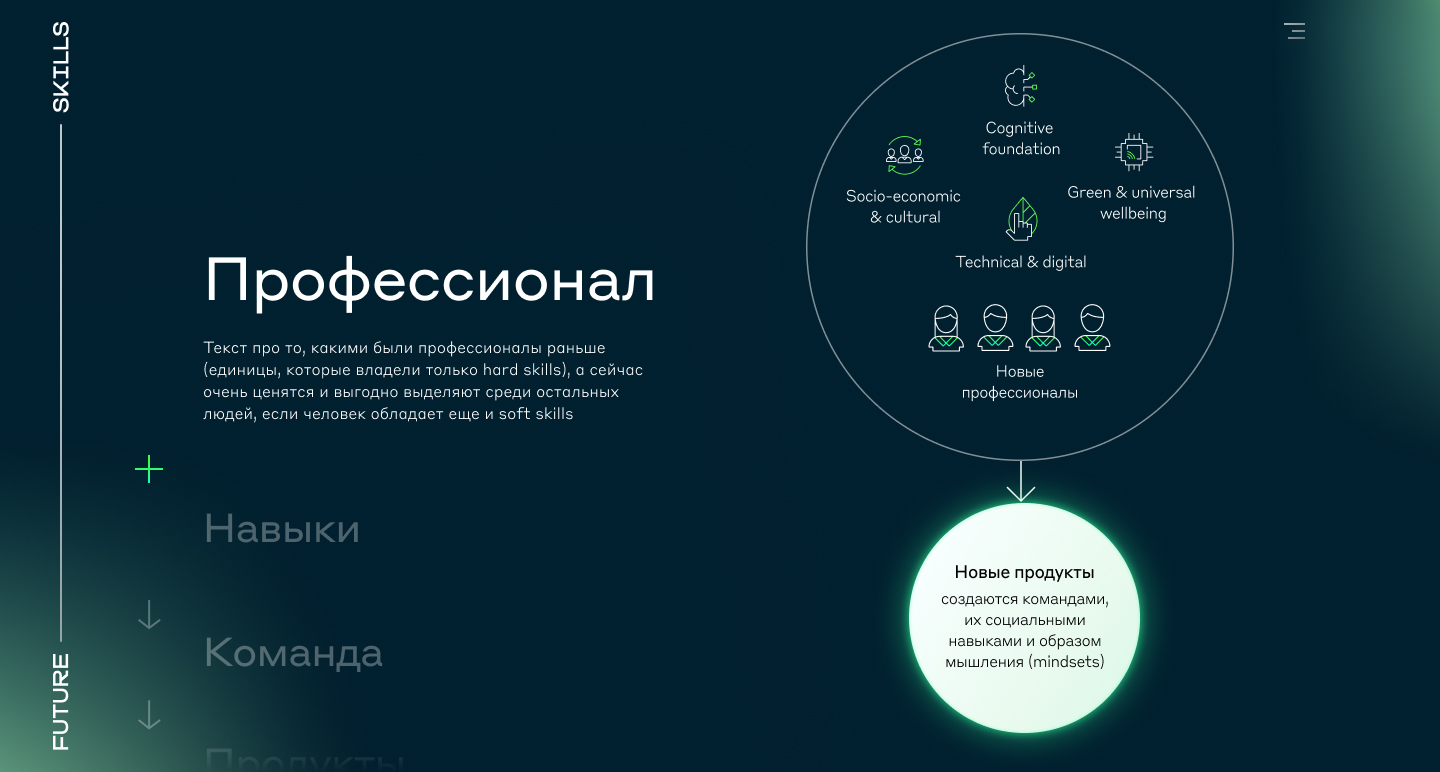 SKILLS
FUTURE
Профессионал
Текст про то, какими были профессионалы раньше
(единицы, которые владели только hard skills), а сейчас
очень ценятся и выгодно выделяют среди остальных
людей, если человек обладает еще и soft skills
Навыки
Команда
Продукты
Cognitive
foundation
Socio-economic
& cultural
Green & universal
wellbeing
Technical & digital
Новые
професионалы
Новые продукты
создаются командами,
их социальными
навыками и образом
мышления (mindsets)